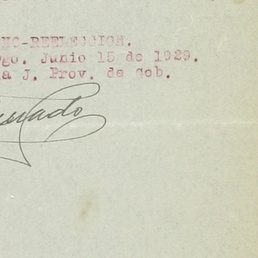 NO-REELECCION.
go. Junio 15 de 1929.
a J. Prov. de Gob.